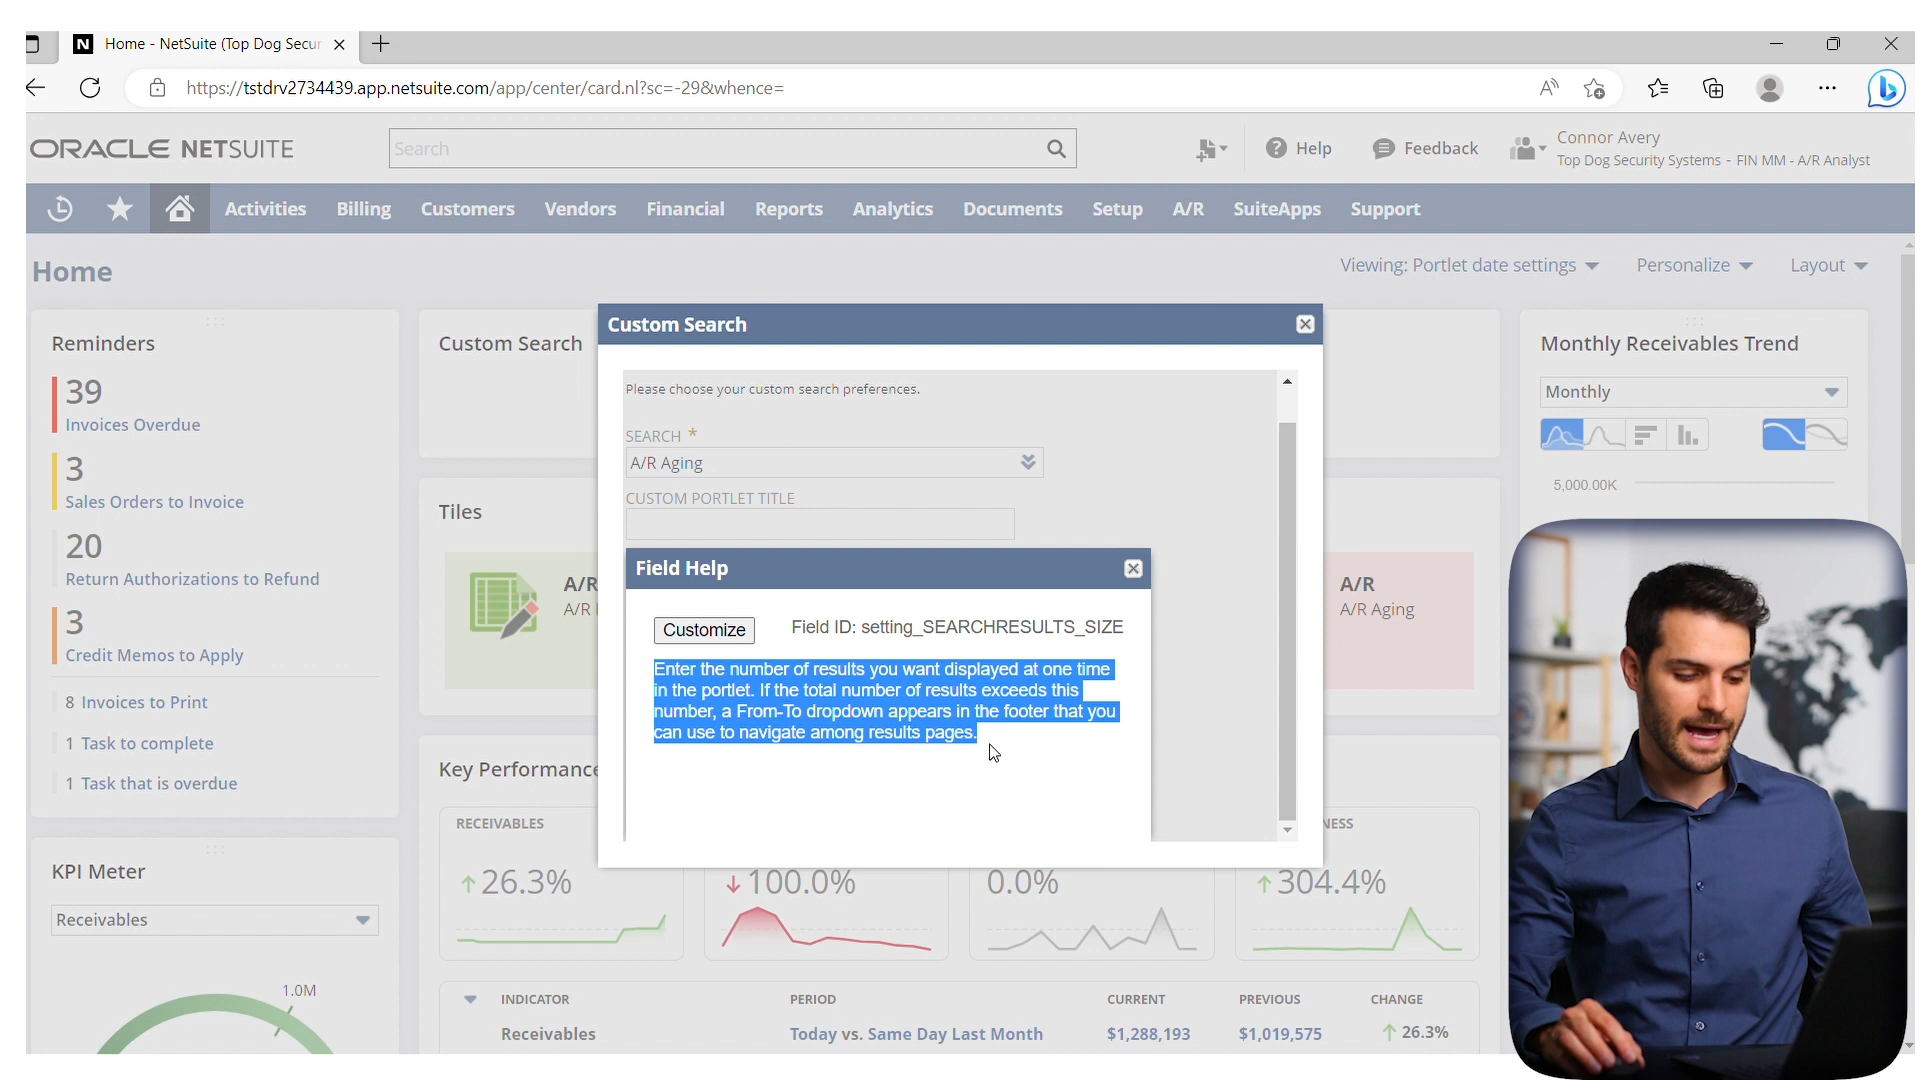 Home - NetSuite (Top Dog Secur
https://tstdrv2734439.app.netsuite.com/app/center/card.nl?sc=-29&whence=
ORACLE NETSUITE
Search
Help
Feedback
Connor Avery
Top Dog Security Systems - FIN MM - A/R Analyst
Activities
Billing
Customers
Vendors
Financial
Reports
Analytics
Documents
Setup
A/R
SuiteApps
Support
Home
Viewing: Portlet date settings
Personalize
Layout
Reminders
39
Invoices Overdue
3
Sales Orders to Invoice
20
Return Authorizations to Refund
3
Credit Memos to Apply
8 Invoices to Print
1 Task to complete
1 Task that is overdue
KPI Meter
Receivables
1.0M
Custom Search
Tiles
A/R
A/R
Key Performance
Custom Search
Please choose your custom search preferences.
SEARCH *
A/R Aging
CUSTOM PORTLET TITLE
Field Help
Customize
Field ID: setting_SEARCHRESULTS_SIZE
Enter the number of results you want displayed at one time
in the portlet. If the total number of results exceeds this
number, a From-To dropdown appears in the footer that you
can use to navigate among results pages.
A/R
A/R Aging
RECEIVABLES
NESS
26.3%
100.0%
0.0%
304.4%
INDICATOR
PERIOD
CURRENT
PREVIOUS
CHANGE
Receivables
Today vs. Same Day Last Month
$1,288,193
$1,019,575
26.3%
Monthly Receivables Trend
Monthly
5,000.00K